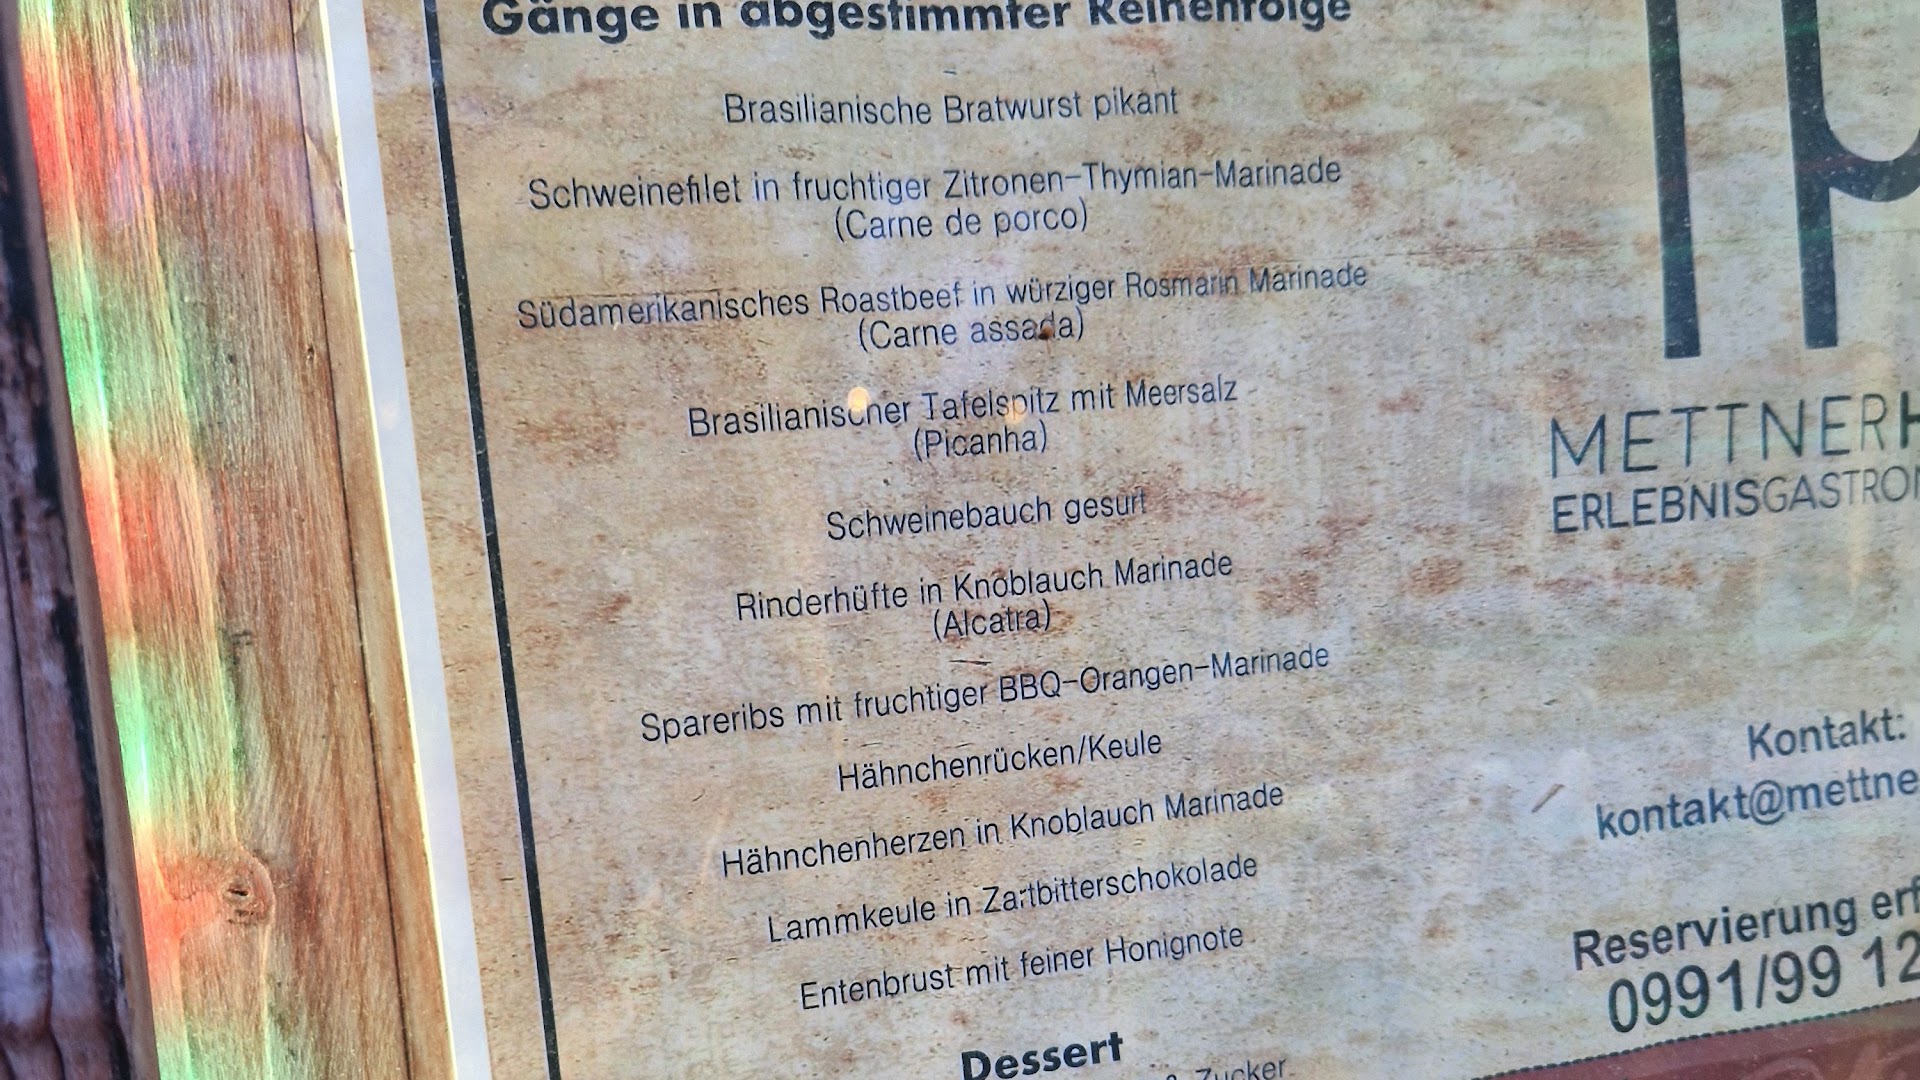 Gänge in abgestimmter Reihenfolge
Brasilianische Bratwurst pikant
Schweinefilet in fruchtiger Zitronen-Thymian-Marinade
(Carne de porco)
Südamerikanisches Roastbeef in würziger Rosmarin Marinade
(Carne assada)
Brasilianischer Tafelspitz mit Meersalz
(Picanha)
Schweinebauch gesurt
Rinderhüfte in Knoblauch Marinade
(Alcatra)
Spareribs mit fruchtiger BBQ-Orangen-Marinade
Hähnchenrücken/Keule
Hähnchenherzen in Knoblauch Marinade
Lammkeule in Zartbitterschokolade
Entenbrust mit feiner Honignote
Dessert
Zucker
METTNERH
ERLEBNISGASTRON
Kontakt:
kontakt@mettne
Reservierung erf
0991/99 12